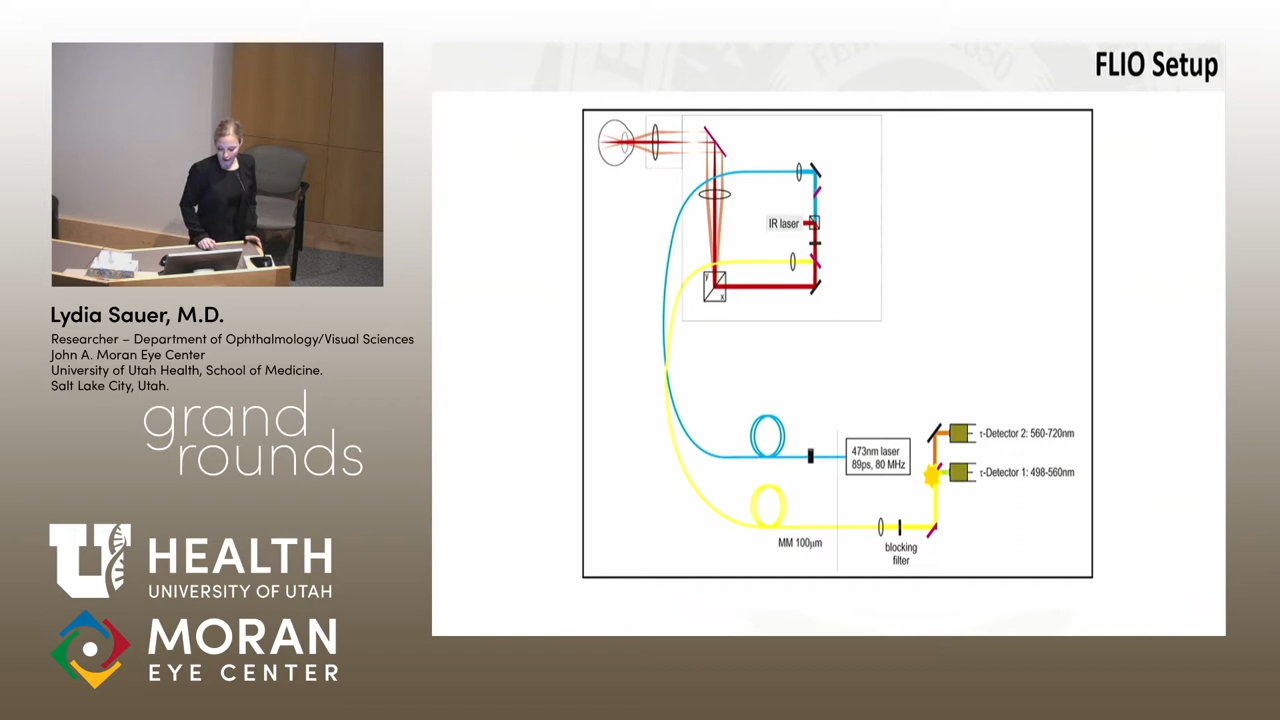 FLIO Setup
IR laser
Y
x
473nm laser
89ps, 80 MHz
τ-Detector 2: 560-720nm
τ-Detector 1: 498-560nm
MM 100µm
blocking
filter
Lydia Sauer, M.D.
Researcher – Department of Ophthalmology/Visual Sciences
John A. Moran Eye Center
University of Utah Health, School of Medicine.
Salt Lake City, Utah.
grand
rounds
U HEALTH
UNIVERSITY OF UTAH
MORAN
EYE CENTER